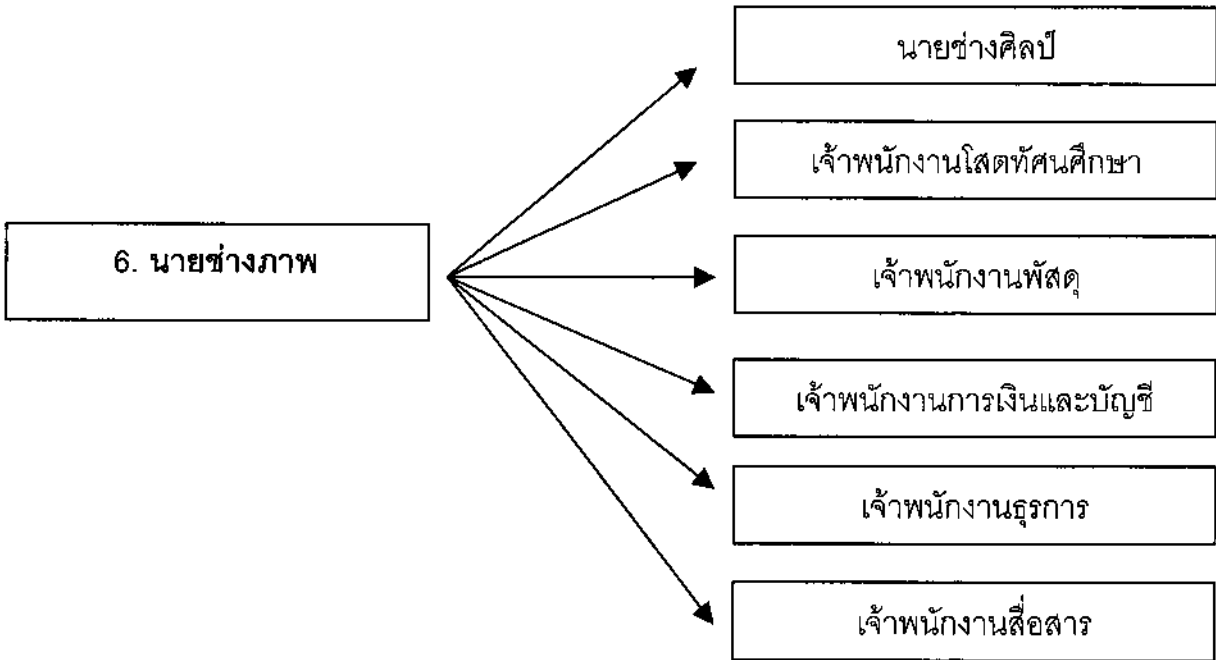 นายช่างศิลป์
เจ้าพนักงานโสตทัศนศึกษา
6. นายช่างภาพ
เจ้าพนักงานพัสดุ
เจ้าพนักงานการเงินและบัญชี
เจ้าพนักงานธุรการ
เจ้าพนักงานสื่อสาร